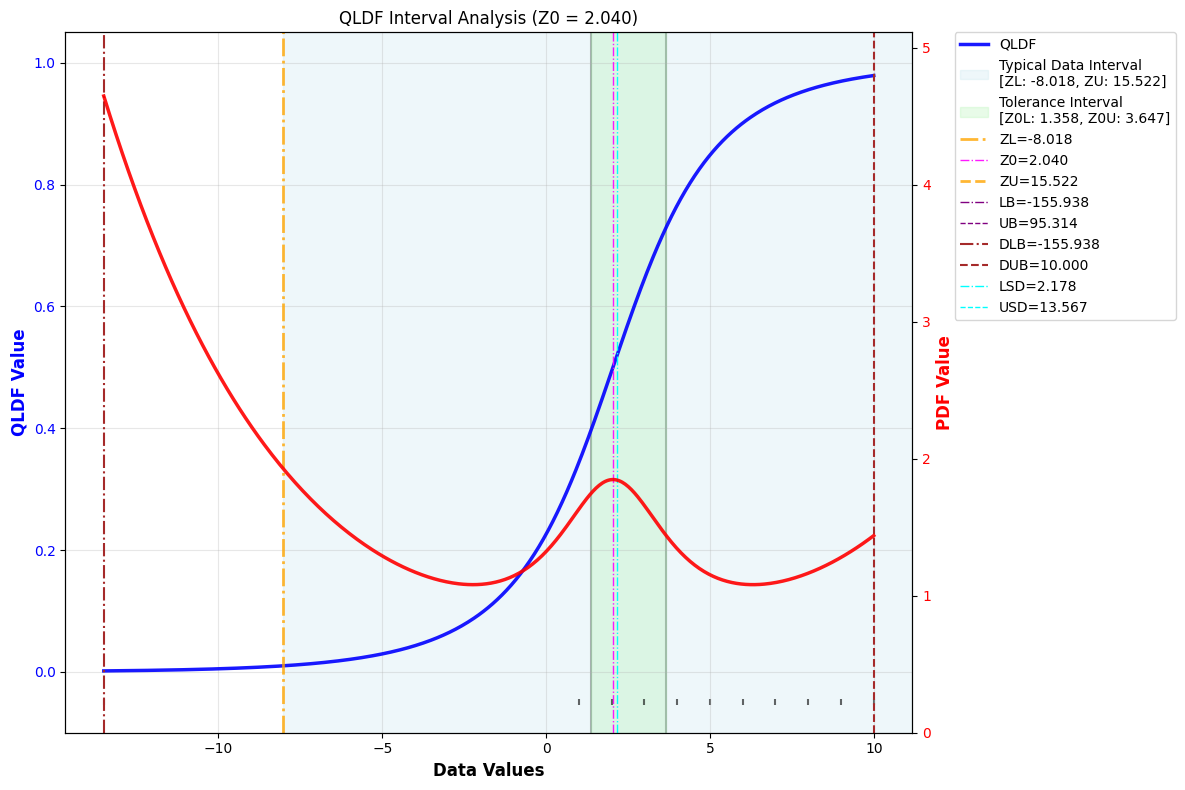 QLDF Interval Analysis (Z0 = 2.040)
QLDF
Typical Data Interval
[ZL: -8.018, ZU: 15.522]
Tolerance Interval
[Z0L: 1.358, Z0U: 3.647]
ZL=-8.018
Z0=2.040
ZU=15.522
LB=-155.938
UB=95.314
DLB=-155.938
DUB=10.000
LSD=2.178
USD=13.567
QLDF Value
1.0
0.8
0.6
0.4
0.2
0.0
5
4
3
2
1
0
PDF Value
−10
−5
0
5
10
Data Values